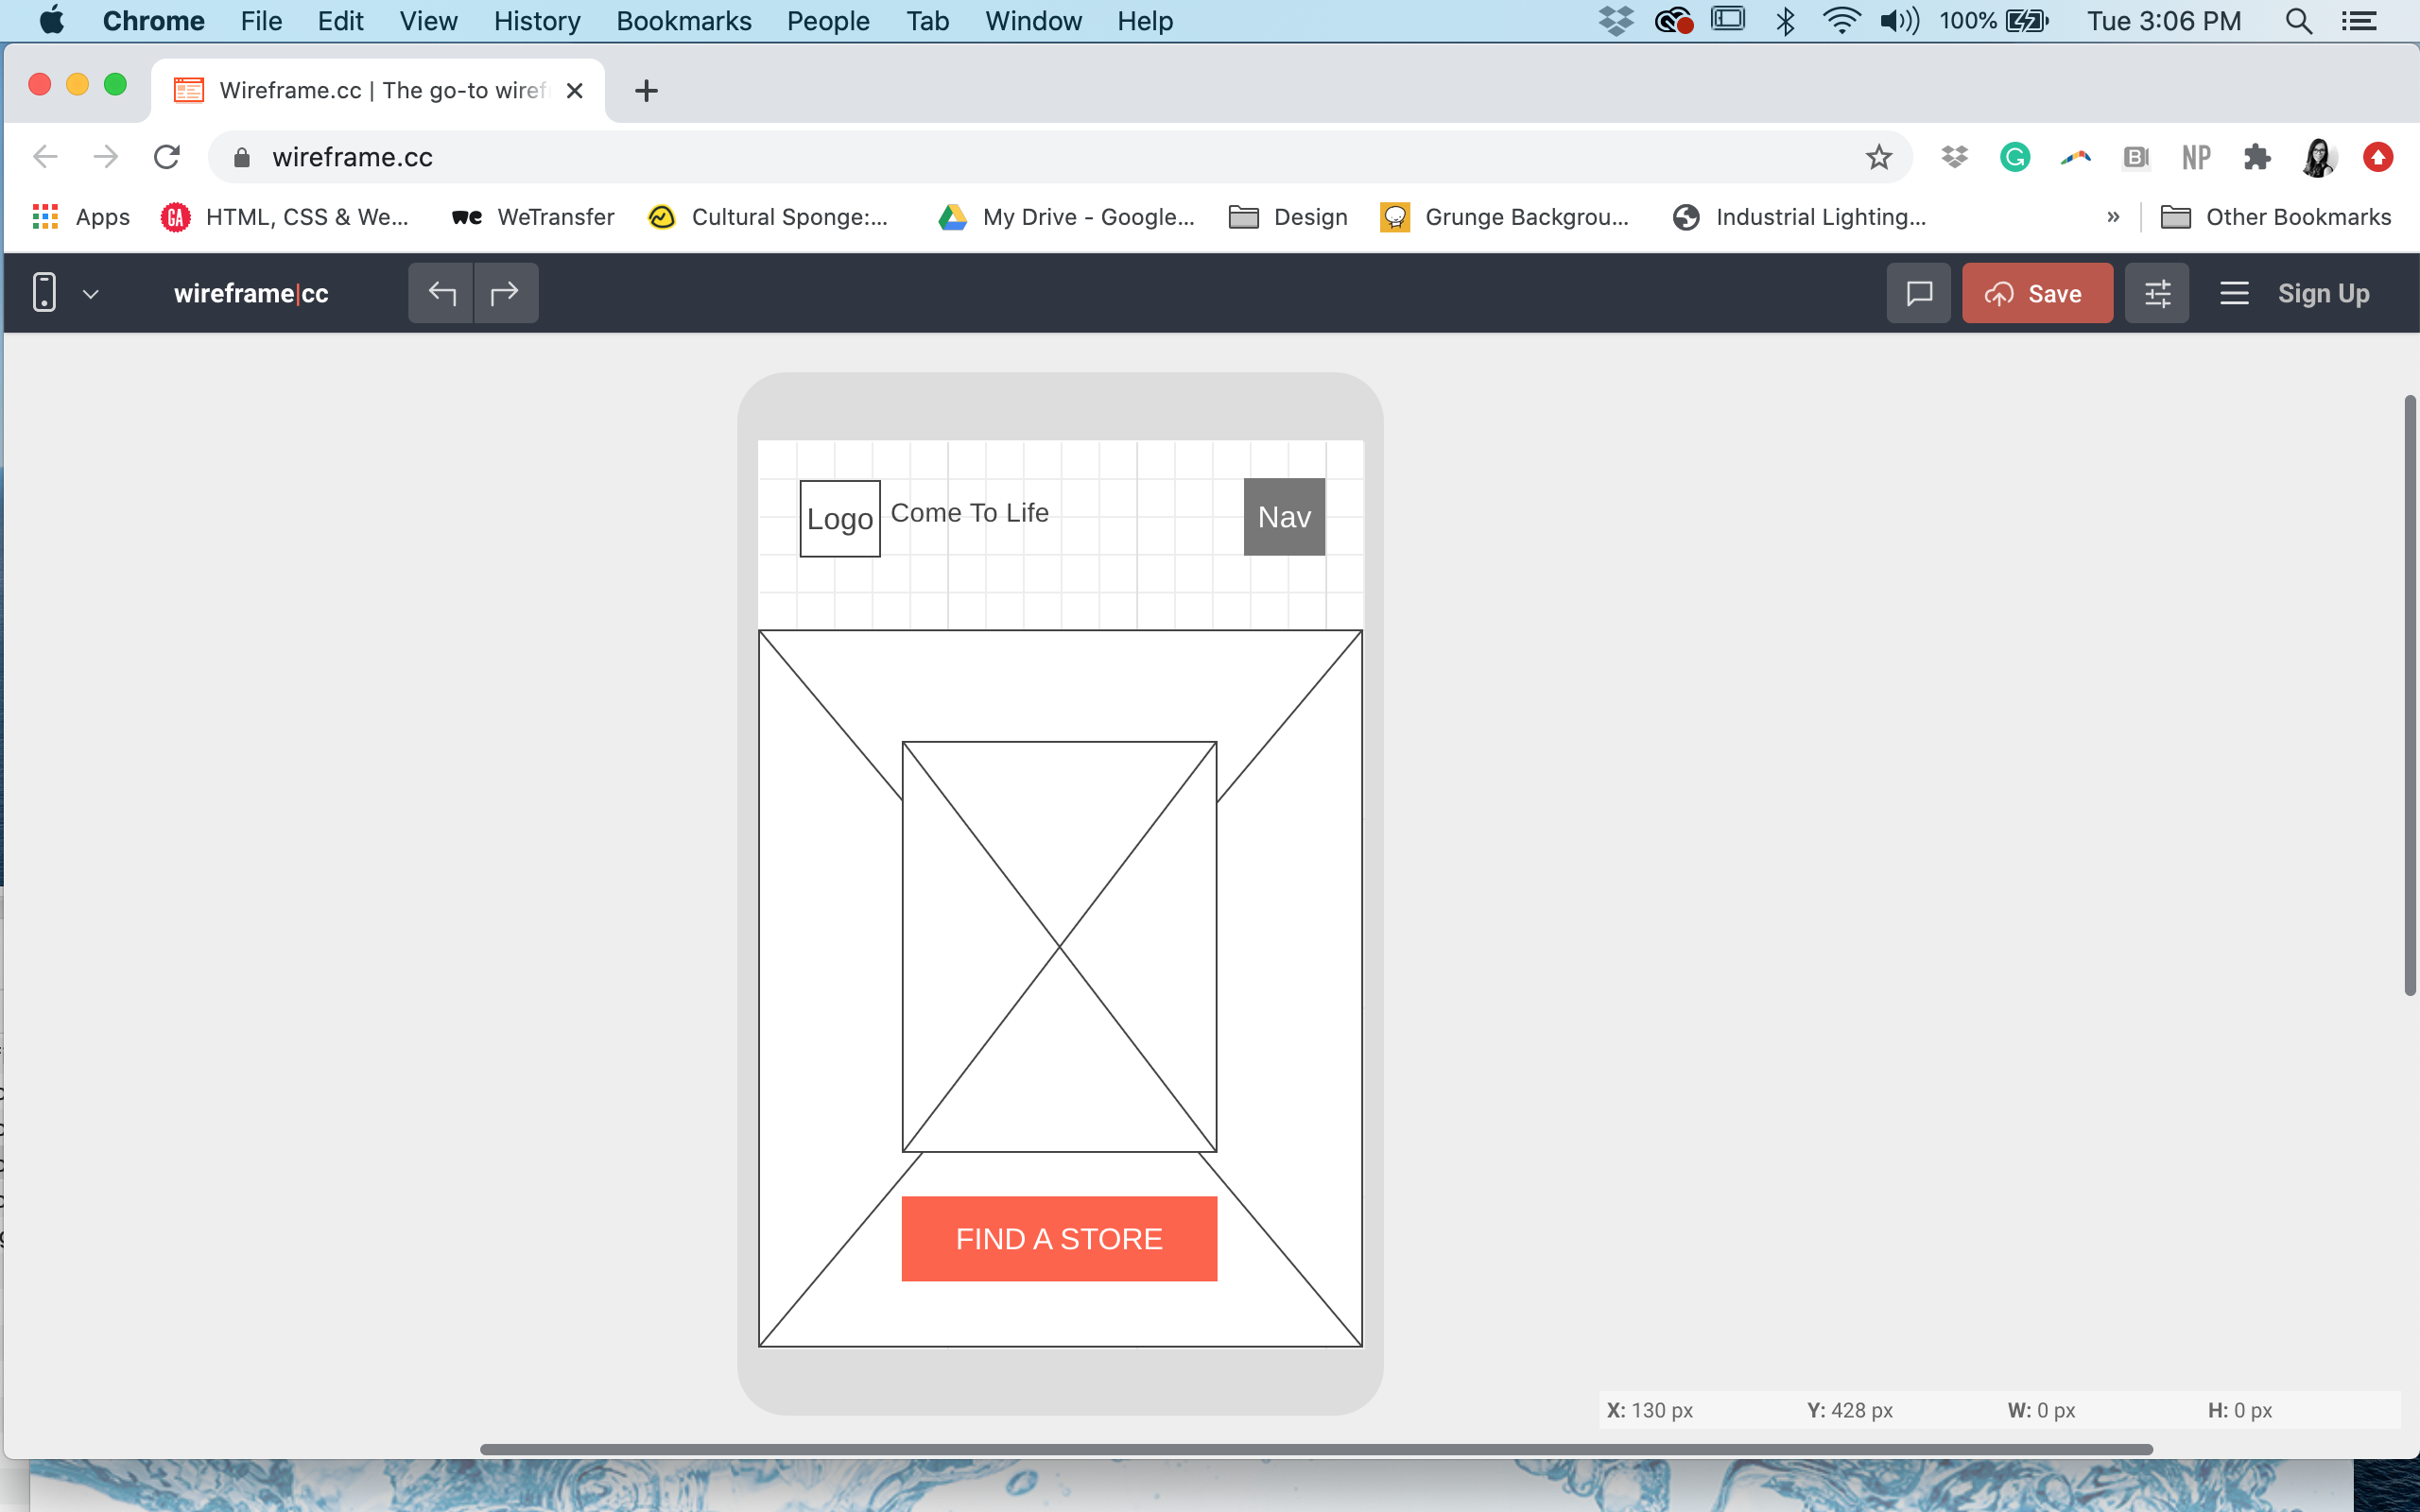 Chrome File Edit View History Bookmarks People Tab Window Help 100% Tue 3:06 PM
Wireframe.cc | The go-to wiref
wireframe.cc
NP
Apps GA HTML, CSS & We... we WeTransfer Cultural Sponge:... My Drive - Google... Design Grunge Backgrou... Industrial Lighting... » Other Bookmarks
wireframe|cc Save Sign Up
Logo Come To Life Nav
FIND A STORE
X: 130 px Y: 428 px W: 0 px H: 0 px